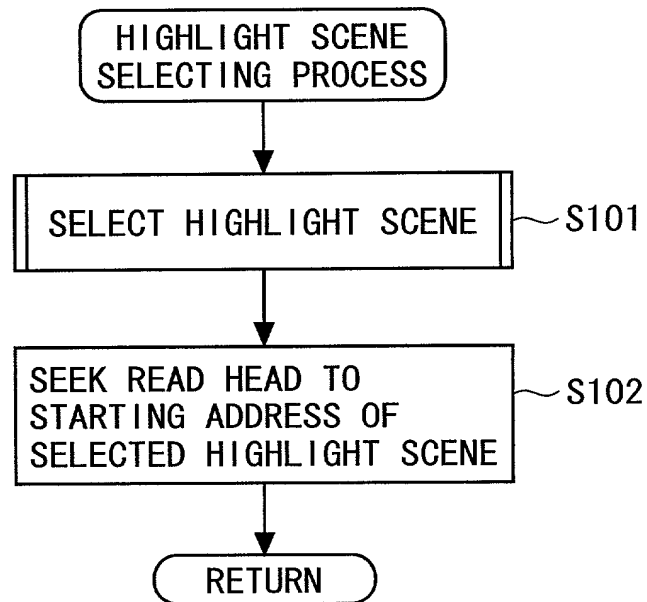 HIGHLIGHT SCENE
SELECTING PROCESS
SELECT HIGHLIGHT SCENE
S101
SEEK READ HEAD TO
STARTING ADDRESS OF
SELECTED HIGHLIGHT SCENE
S102
RETURN